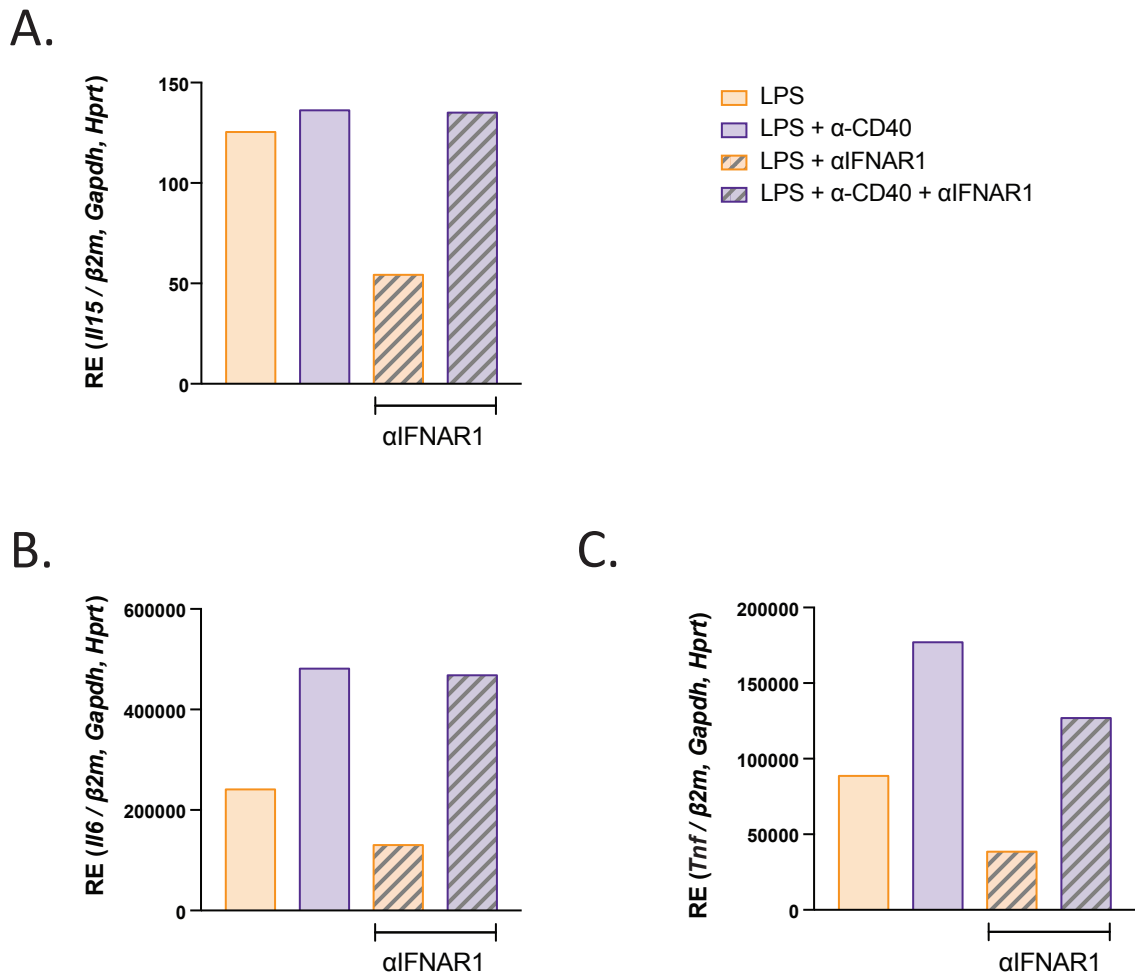 A.
RE (Il15 / β2m, Gapdh, Hprt)
150
100
50
0
αIFNAR1
LPS
LPS + α-CD40
LPS + αIFNAR1
LPS + α-CD40 + αIFNAR1
B.
RE (Il6 / β2m, Gapdh, Hprt)
600000
400000
200000
0
αIFNAR1
C.
RE (Tnf / β2m, Gapdh, Hprt)
200000
150000
100000
50000
0
αIFNAR1